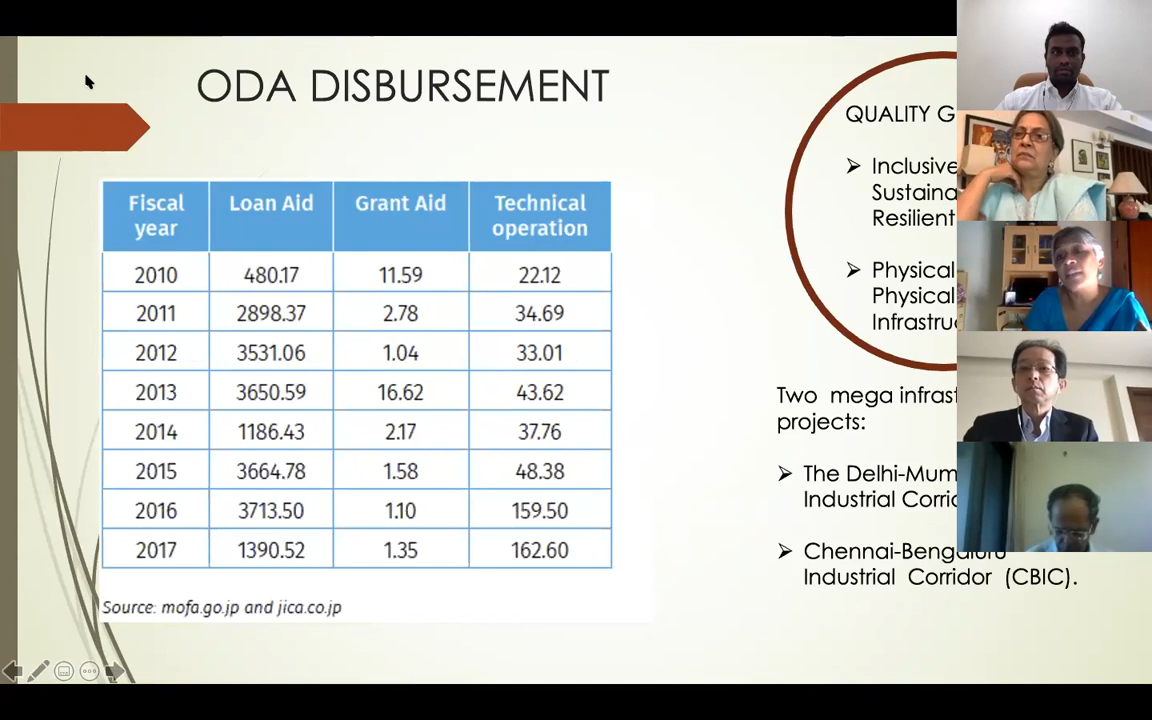 ODA DISBURSEMENT
Fiscal year Loan Aid Grant Aid Technical operation
2010 480.17 11.59 22.12
2011 2898.37 2.78 34.69
2012 3531.06 1.04 33.01
2013 3650.59 16.62 43.62
2014 1186.43 2.17 37.76
2015 3664.78 1.58 48.38
2016 3713.50 1.10 159.50
2017 1390.52 1.35 162.60
Source: mofa.go.jp and jica.co.jp
QUALITY G
➢ Inclusive
Sustaina
Resilient
➢ Physical
Physical
Infrastru
Two mega infrast
projects:
➢ The Delhi-Mum
Industrial Corrid
➢ Chennai-Bengaluru
Industrial Corridor (CBIC).